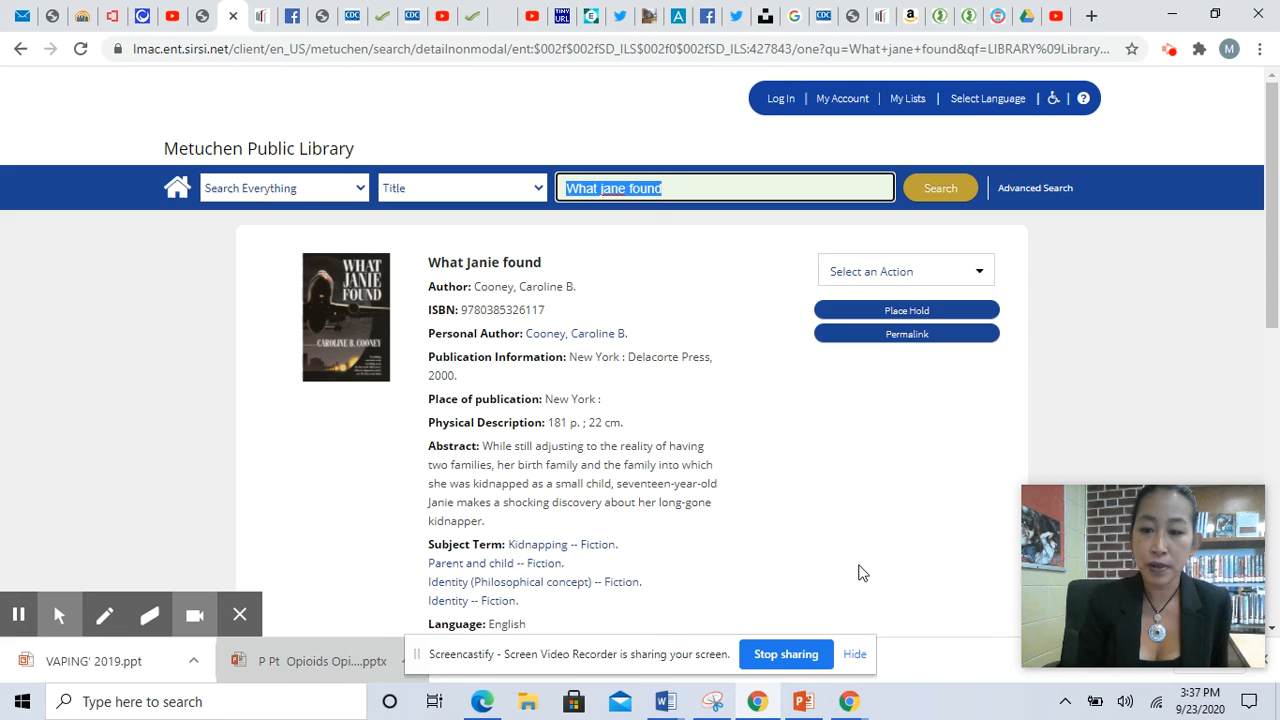 lmac.ent.sirsi.net/client/en_US/metuchen/search/detailnonmodal/ent:$002f$002fSD_ILS$002f0$002fSD_ILS:427843/one?qu=What+jane+found&qf=LIBRARY%09Library...
M
Log In | My Account | My Lists | Select Language | | ?
Metuchen Public Library
Search Everything
Title
What jane found
Search
Advanced Search
WHAT JANIE FOUND
CAROLINE B. COONEY
What Janie found
Author: Cooney, Caroline B.
ISBN: 9780385326117
Personal Author: Cooney, Caroline B.
Publication Information: New York : Delacorte Press,
2000.
Place of publication: New York :
Physical Description: 181 p. ; 22 cm.
Abstract: While still adjusting to the reality of having
two families, her birth family and the family into which
she was kidnapped as a small child, seventeen-year-old
Janie makes a shocking discovery about her long-gone
kidnapper.
Subject Term: Kidnapping -- Fiction.
Parent and child -- Fiction.
Identity (Philosophical concept) -- Fiction.
Identity -- Fiction.
Language: English
Select an Action
Place Hold
Permalink
VAPING' 2019.ppt
P Pt Opioids Opi....pptx
Screencastify - Screen Video Recorder is sharing your screen.
Stop sharing
Hide
Type here to search
3:37 PM
9/23/2020